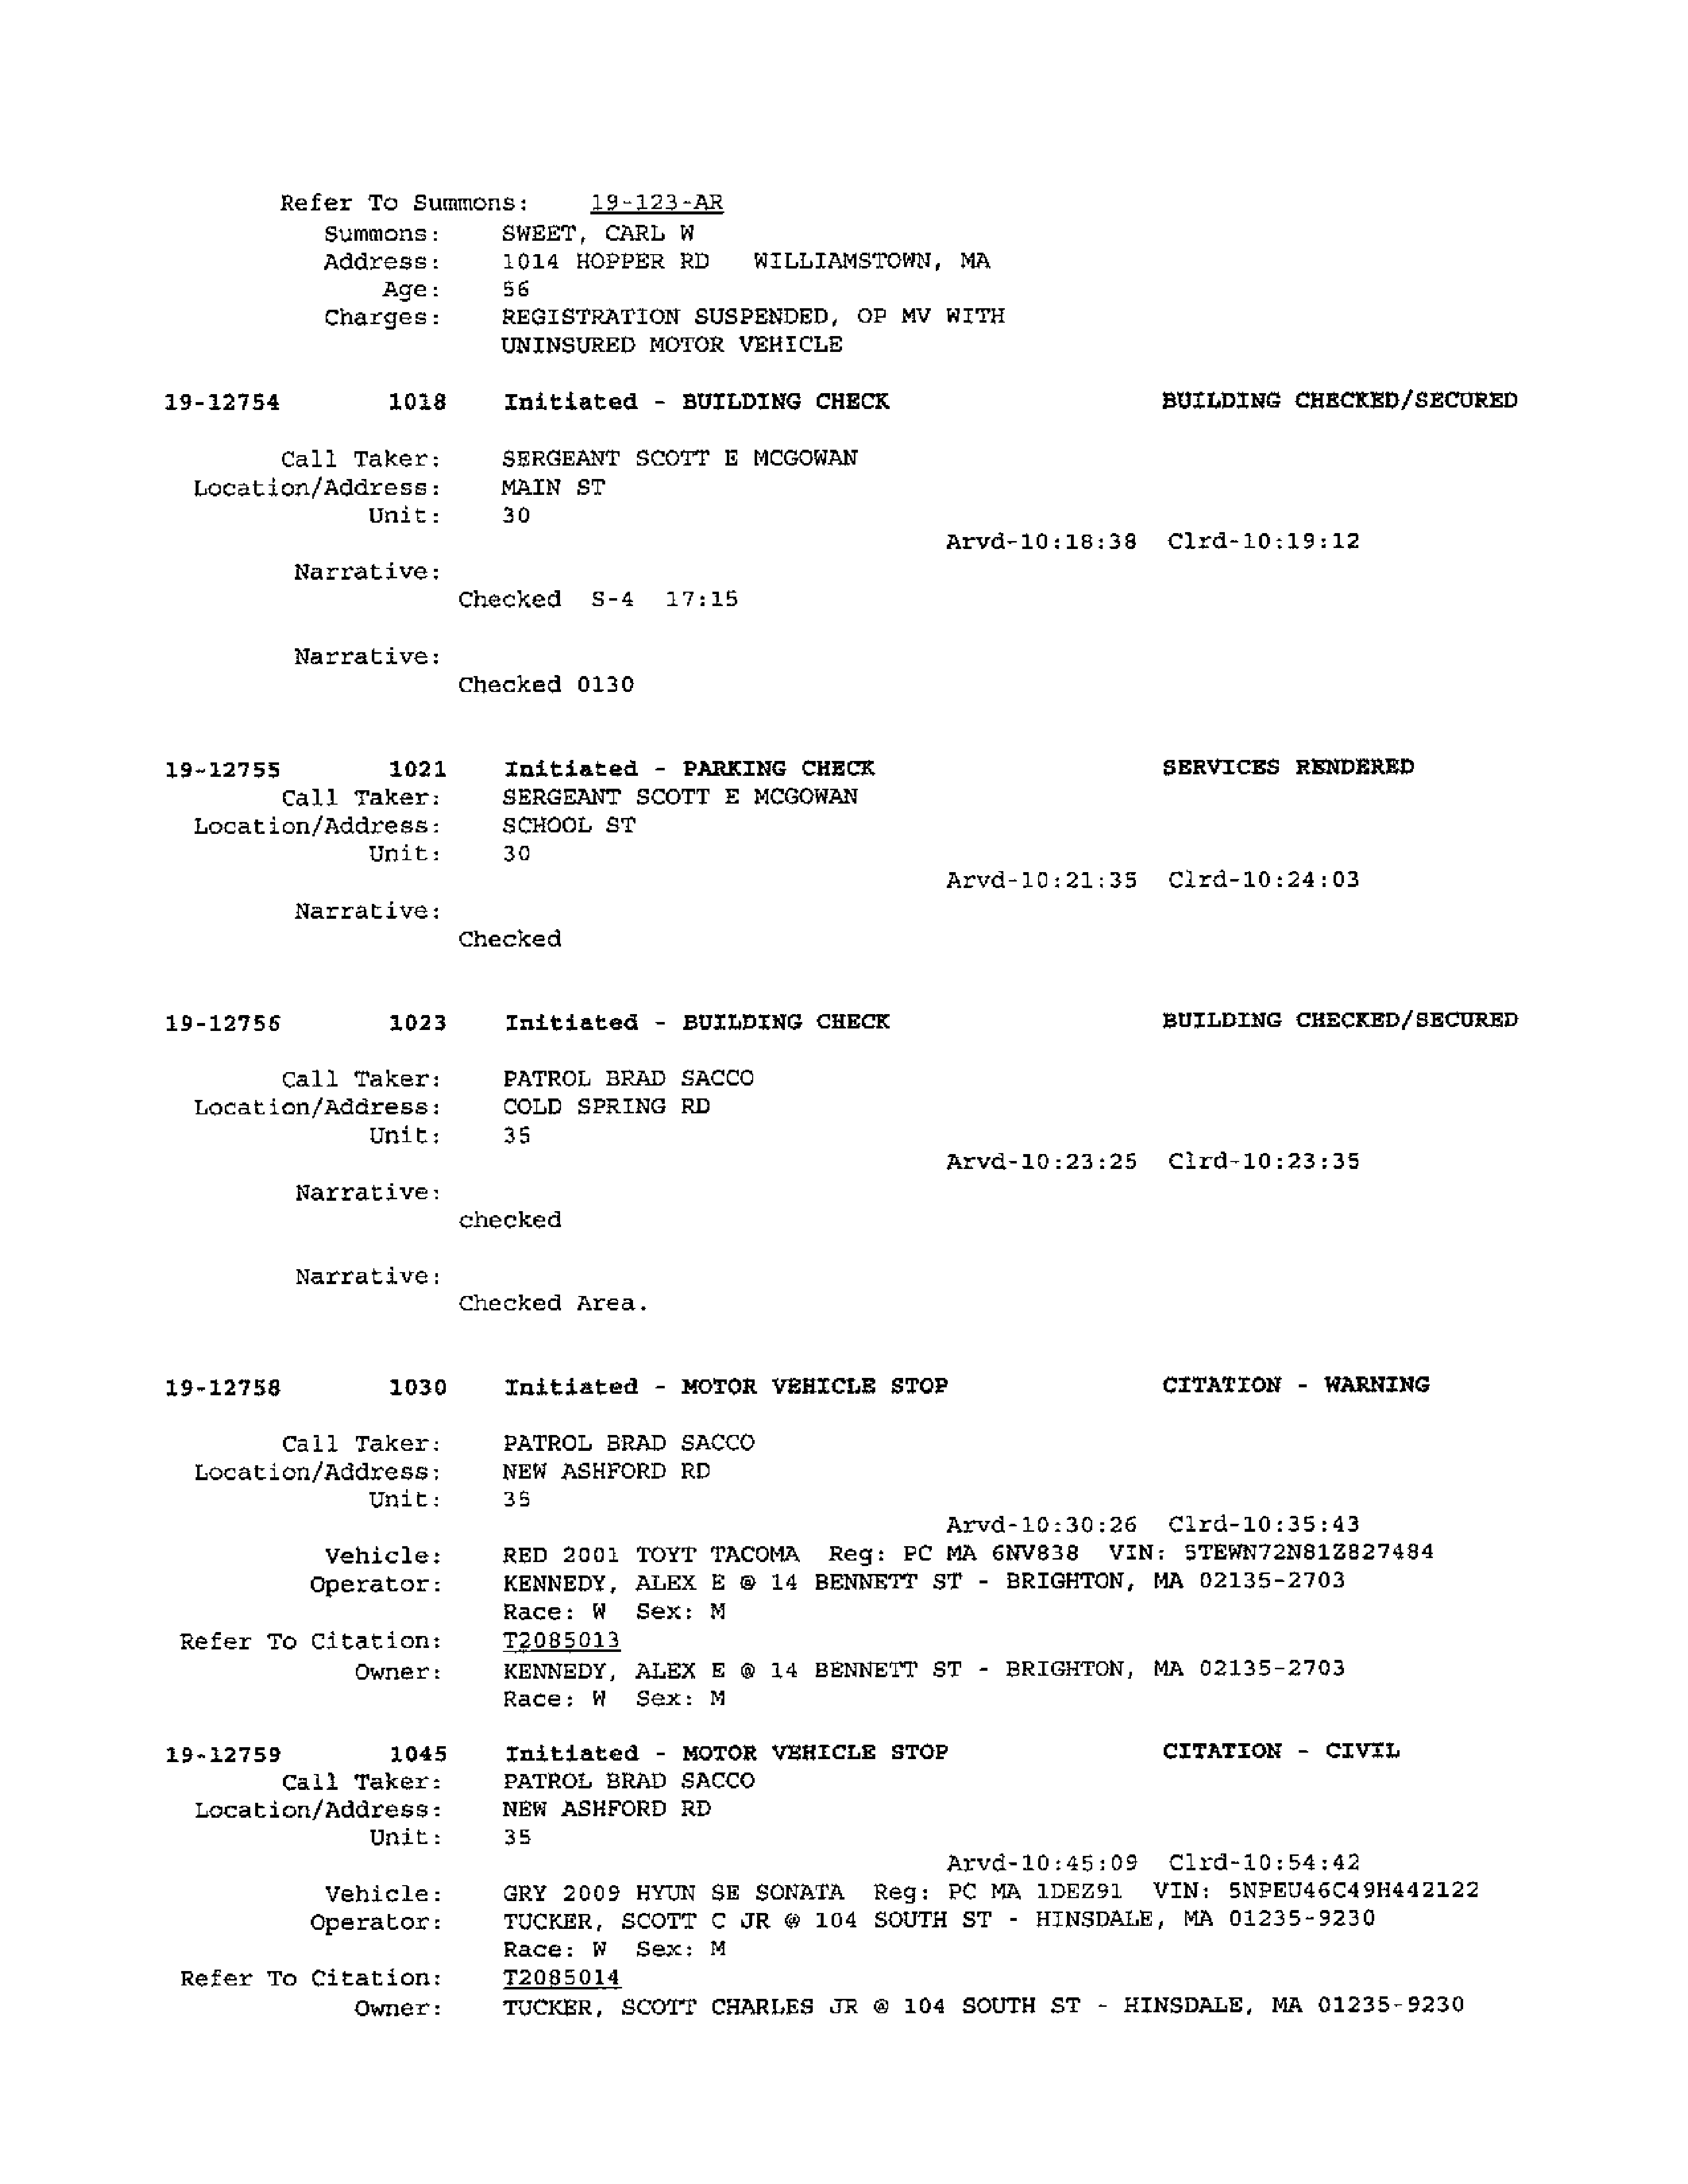 Refer To Summons: 19-123-AR
Summons: SWEET, CARL W
Address: 1014 HOPPER RD WILLIAMSTOWN, MA
Age: 56
Charges: REGISTRATION SUSPENDED, OP MV WITH
UNINSURED MOTOR VEHICLE
19-12754 1018 Initiated - BUILDING CHECK BUILDING CHECKED/SECURED
Call Taker: SERGEANT SCOTT E MCGOWAN
Location/Address: MAIN ST
Unit: 30
Arvd-10:18:38 Clrd-10:19:12
Narrative:
Checked S-4 17:15
Narrative:
Checked 0130
19-12755 1021 Initiated - PARKING CHECK SERVICES RENDERED
Call Taker: SERGEANT SCOTT E MCGOWAN
Location/Address: SCHOOL ST
Unit: 30
Arvd-10:21:35 Clrd-10:24:03
Narrative:
Checked
19-12756 1023 Initiated - BUILDING CHECK BUILDING CHECKED/SECURED
Call Taker: PATROL BRAD SACCO
Location/Address: COLD SPRING RD
Unit: 35
Arvd-10:23:25 Clrd-10:23:35
Narrative:
checked
Narrative:
Checked Area.
19-12758 1030 Initiated - MOTOR VEHICLE STOP CITATION - WARNING
Call Taker: PATROL BRAD SACCO
Location/Address: NEW ASHFORD RD
Unit: 35
Arvd-10:30:26 Clrd-10:35:43
Vehicle: RED 2001 TOYT TACOMA Reg: PC MA 6NV838 VIN: 5TEWN72N81Z827484
Operator: KENNEDY, ALEX E @ 14 BENNETT ST - BRIGHTON, MA 02135-2703
Race: W Sex: M
Refer To Citation: T2085013
Owner: KENNEDY, ALEX E @ 14 BENNETT ST - BRIGHTON, MA 02135-2703
Race: W Sex: M
19-12759 1045 Initiated - MOTOR VEHICLE STOP CITATION - CIVIL
Call Taker: PATROL BRAD SACCO
Location/Address: NEW ASHFORD RD
Unit: 35
Arvd-10:45:09 Clrd-10:54:42
Vehicle: GRY 2009 HYUN SE SONATA Reg: PC MA 1DEZ91 VIN: 5NPEU46C49H442122
Operator: TUCKER, SCOTT C JR @ 104 SOUTH ST - HINSDALE, MA 01235-9230
Race: W Sex: M
Refer To Citation: T2085014
Owner: TUCKER, SCOTT CHARLES JR @ 104 SOUTH ST - HINSDALE, MA 01235-9230